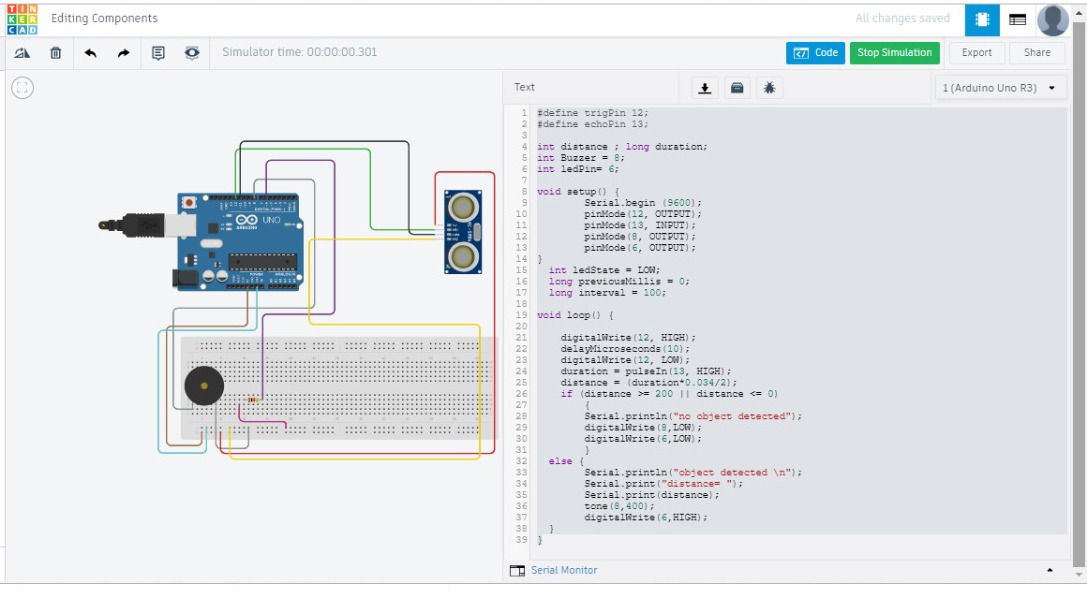 TIN
KER
CAD
Editing Components
All changes saved
Simulator time: 00:00:00.301
Code
Stop Simulation
Export
Share
Text
1 (Arduino Uno R3)
1 #define trigPin 12;
2 #define echoPin 13;
3
4 int distance ; long duration;
5 int Buzzer = 8;
6 int ledPin= 6;
7
8 void setup() {
9 Serial.begin (9600);
10 pinMode(12, OUTPUT);
11 pinMode(13, INPUT);
12 pinMode(8, OUTPUT);
13 pinMode(6, OUTPUT);
14 }
15 int ledState = LOW;
16 long previousMillis = 0;
17 long interval = 100;
18
19 void loop() {
20
21 digitalWrite(12, HIGH);
22 delayMicroseconds(10);
23 digitalWrite(12, LOW);
24 duration = pulseIn(13, HIGH);
25 distance = (duration*0.034/2);
26 if (distance >= 200 || distance <= 0)
27 {
28 Serial.println("no object detected");
29 digitalWrite(8,LOW);
30 digitalWrite(6,LOW);
31 }
32 else {
33 Serial.println("object detected \n");
34 Serial.print("distance= ");
35 Serial.print(distance);
36 tone(8,400);
37 digitalWrite(6,HIGH);
38 }
39 }
UNO
ARDUINO
Serial Monitor